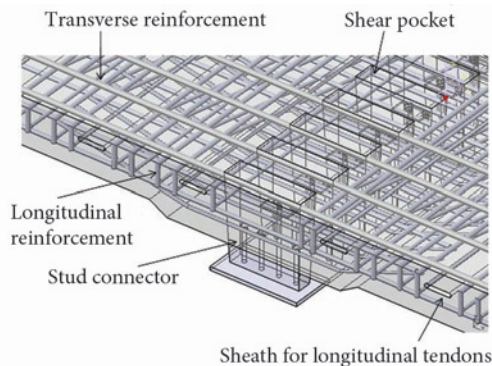 Transverse reinforcement
Shear pocket
Longitudinal
reinforcement
Stud connector
Sheath for longitudinal tendons